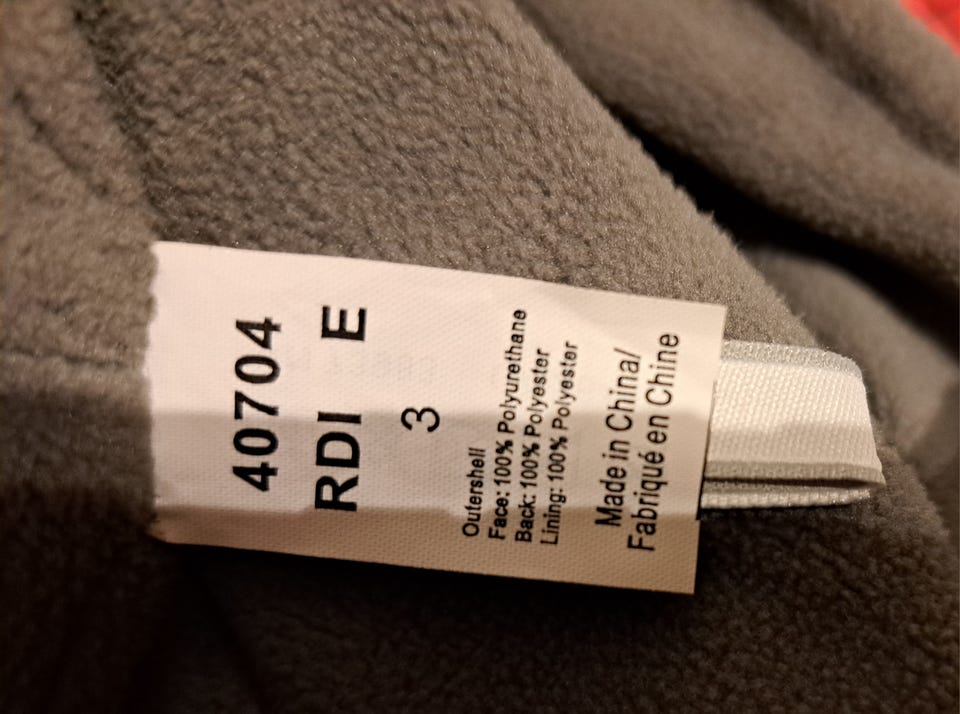 40704
RDI E
3
Outershell
Face: 100% Polyurethane
Back: 100% Polyester
Lining: 100% Polyester
Made in China/
Fabriqué en Chine